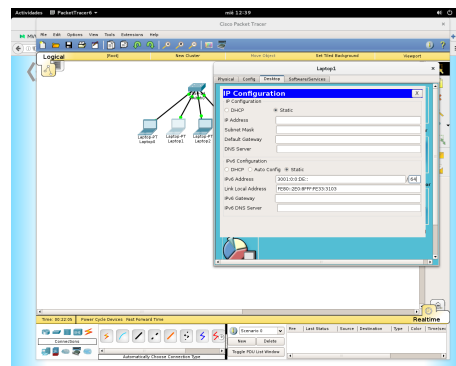 Actividades PacketTracer6 mié 12:39
Cisco Packet Tracer
File Edit Options View Tools Extensions Help
Logical [Root] New Cluster Move Object Set Tiled Background Viewport
Laptop1
Physical Config Desktop Software/Services
IP Configuration X
IP Configuration
DHCP Static
IP Address
Subnet Mask
Default Gateway
DNS Server
IPv6 Configuration
DHCP Auto Config Static
IPv6 Address 3001:0:0:DE:: / 64
Link Local Address FE80::2E0:8FFF:FE33:3103
IPv6 Gateway
IPv6 DNS Server
Laptop-PT Laptop-PT Laptop-PT
Laptop0 Laptop1 Laptop2
Time: 00:22:05 Power Cycle Devices Fast Forward Time Realtime
Connections
Automatically Choose Connection Type
Scenario 0
New Delete
Toggle PDU List Window
Fire Last Status Source Destination Type Color